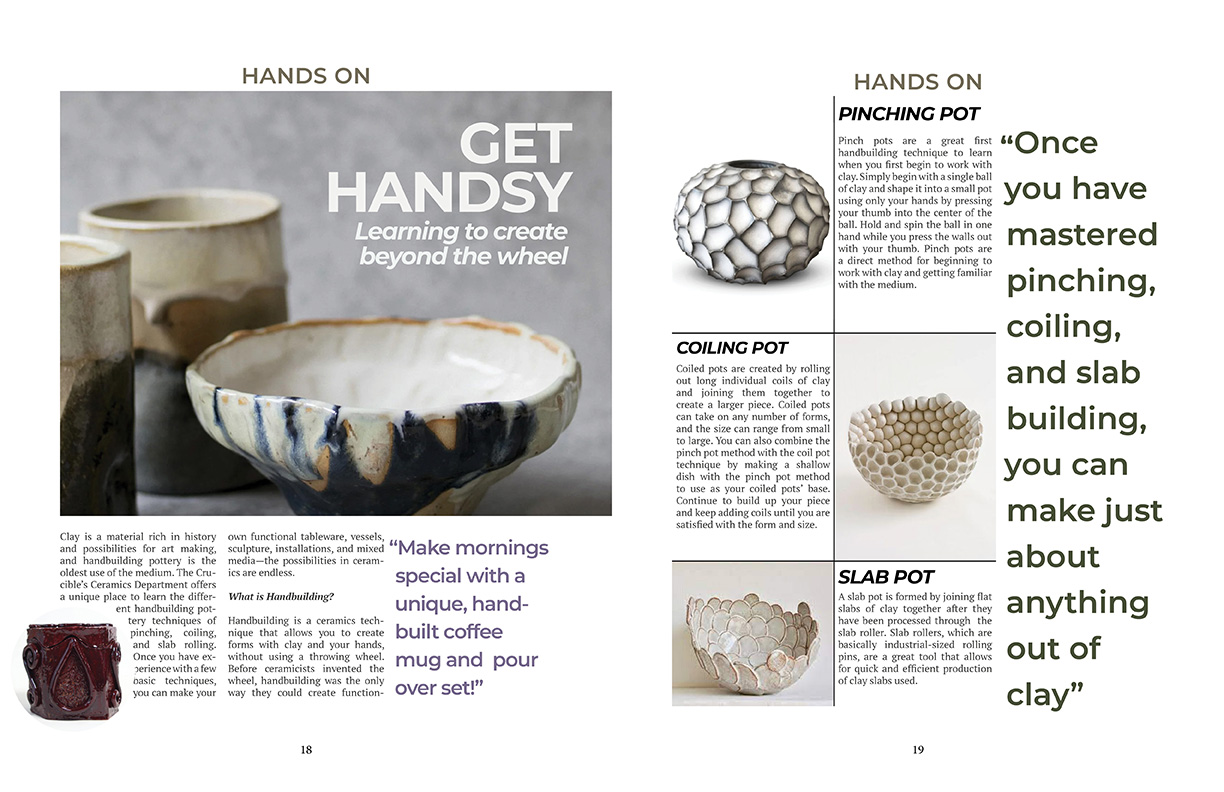 HANDS ON
GET
HANDSY
Learning to create
beyond the wheel
Clay is a material rich in history
and possibilities for art making,
and handbuilding pottery is the
oldest use of the medium. The Cru-
cible’s Ceramics Department offers
a unique place to learn the differ-
ent handbuilding pot-
tery techniques of
pinching, coiling,
and slab rolling.
Once you have ex-
perience with a few
basic techniques,
you can make your
own functional tableware, vessels,
sculpture, installations, and mixed
media—the possibilities in ceram-
ics are endless.
What is Handbuilding?
Handbuilding is a ceramics tech-
nique that allows you to create
forms with clay and your hands,
without using a throwing wheel.
Before ceramicists invented the
wheel, handbuilding was the only
way they could create function-
“Make mornings
special with a
unique, hand-
built coffee
mug and pour
over set!”
18
HANDS ON
PINCHING POT
Pinch pots are a great first
handbuilding technique to learn
when you first begin to work with
clay. Simply begin with a single ball
of clay and shape it into a small pot
using only your hands by pressing
your thumb into the center of the
ball. Hold and spin the ball in one
hand while you press the walls out
with your thumb. Pinch pots are
a direct method for beginning to
work with clay and getting familiar
with the medium.
COILING POT
Coiled pots are created by rolling
out long individual coils of clay
and joining them together to
create a larger piece. Coiled pots
can take on any number of forms,
and the size can range from small
to large. You can also combine the
pinch pot method with the coil pot
technique by making a shallow
dish with the pinch pot method
to use as your coiled pots’ base.
Continue to build up your piece
and keep adding coils until you are
satisfied with the form and size.
SLAB POT
A slab pot is formed by joining flat
slabs of clay together after they
have been processed through the
slab roller. Slab rollers, which are
basically industrial-sized rolling
pins, are a great tool that allows
for quick and efficient production
of clay slabs used.
“Once
you have
mastered
pinching,
coiling,
and slab
building,
you can
make just
about
anything
out of
clay”
19